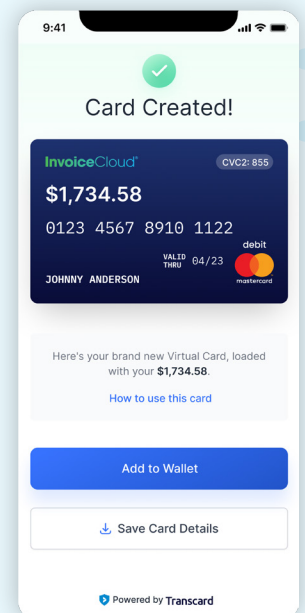 9:41
Card Created!
InvoiceCloud®
CVC2: 855
$1,734.58
0123 4567 8910 1122
debit
VALID THRU 04/23
JOHNNY ANDERSON
mastercard
Here's your brand new Virtual Card, loaded
with your $1,734.58.
How to use this card
Add to Wallet
Save Card Details
Powered by Transcard